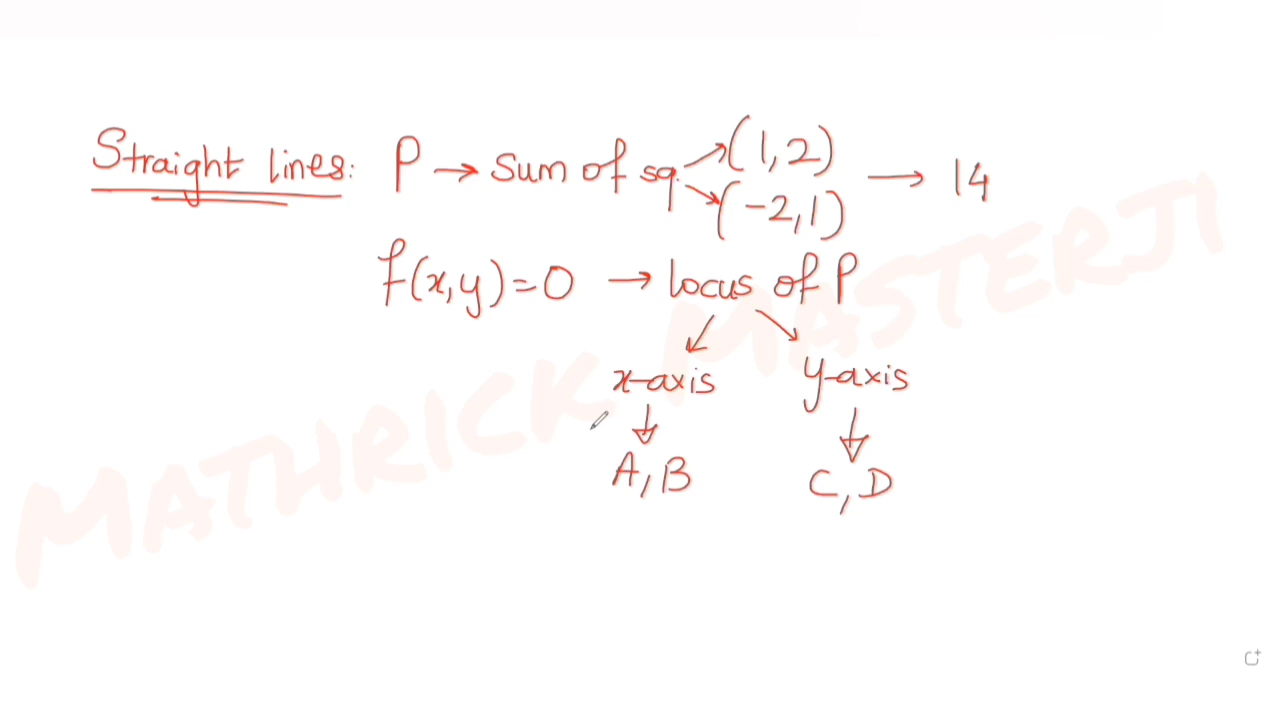 Straight lines: P → Sum of sq. (1,2) → 14
(-2,1)
f(x,y)=0 → locus of P
x-axis y-axis
A, B C, D
MATHRICK MASTERJI